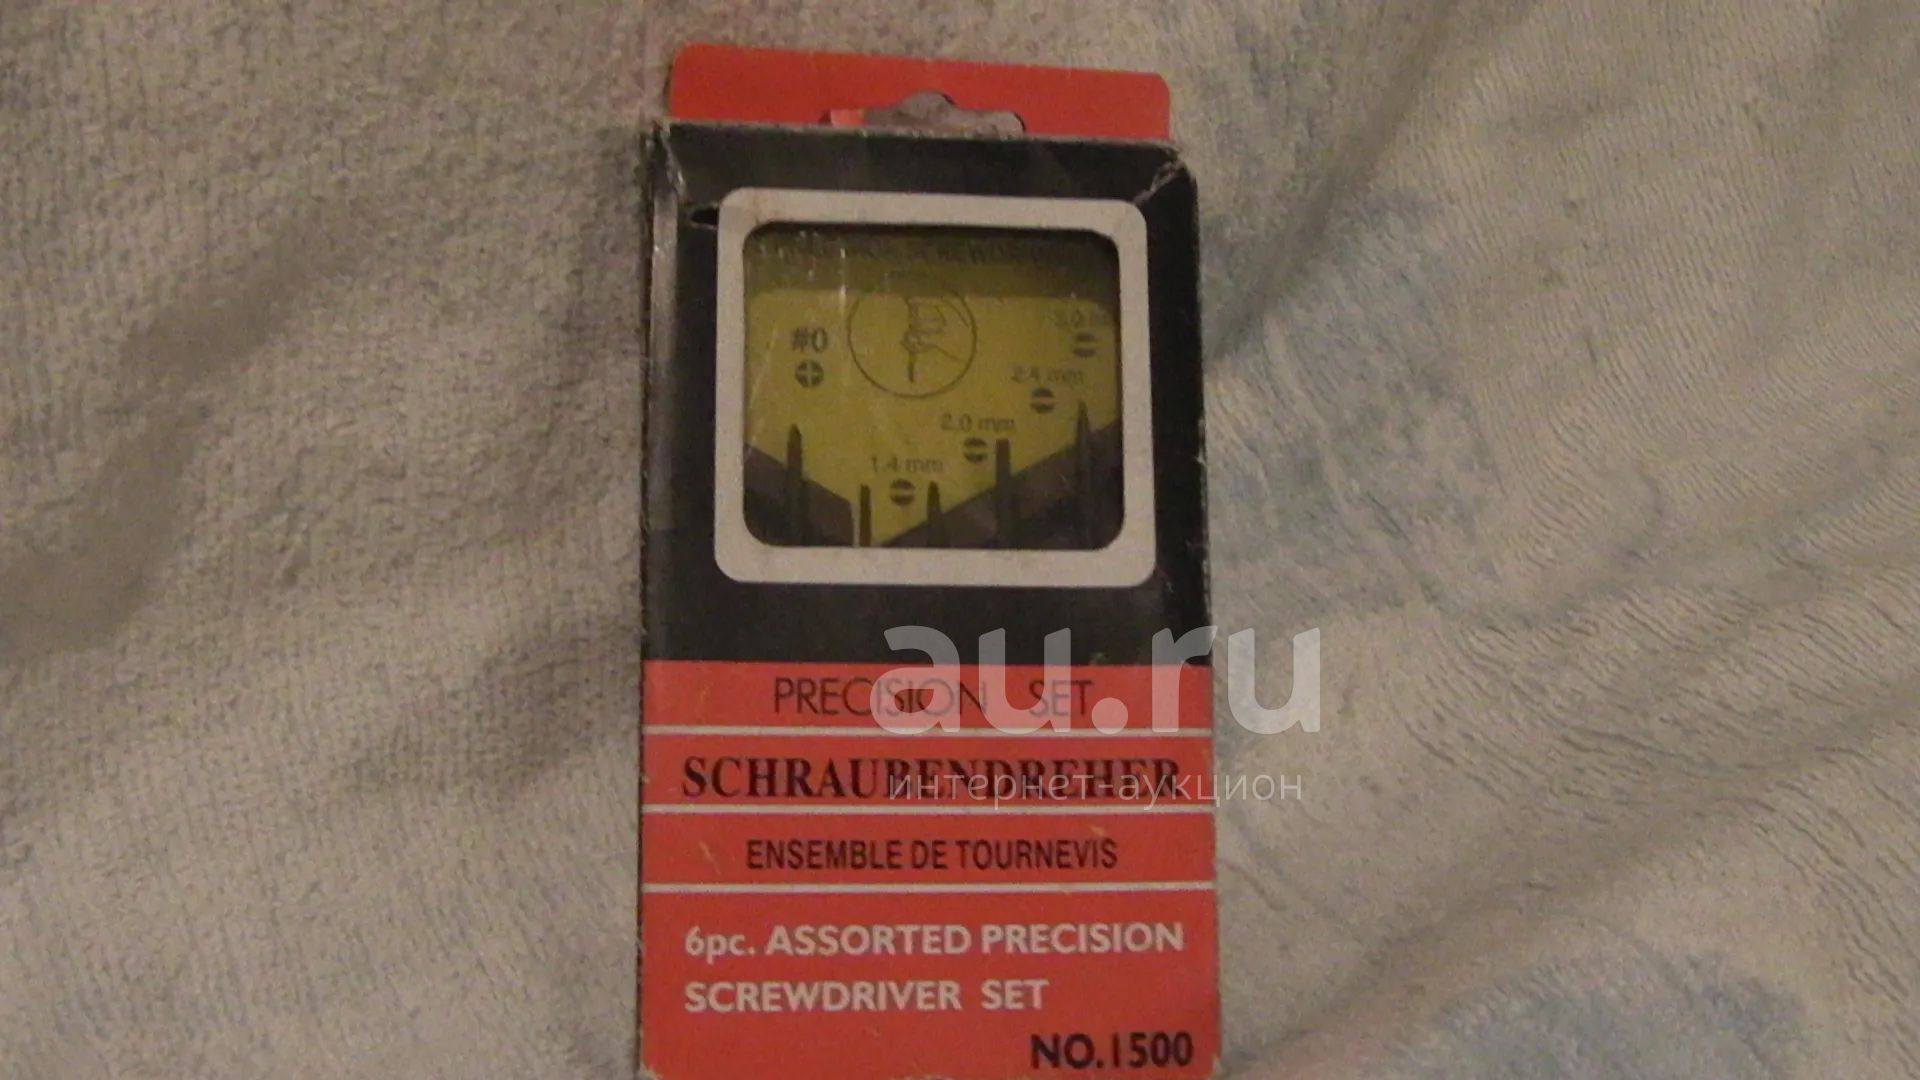 #0
2.4 mm
2.0 mm
1.4 mm
PRECISION SET
au.ru
SCHRAUBENDREHER
интернет-аукцион
ENSEMBLE DE TOURNEVIS
6pc. ASSORTED PRECISION
SCREWDRIVER SET
NO.1500